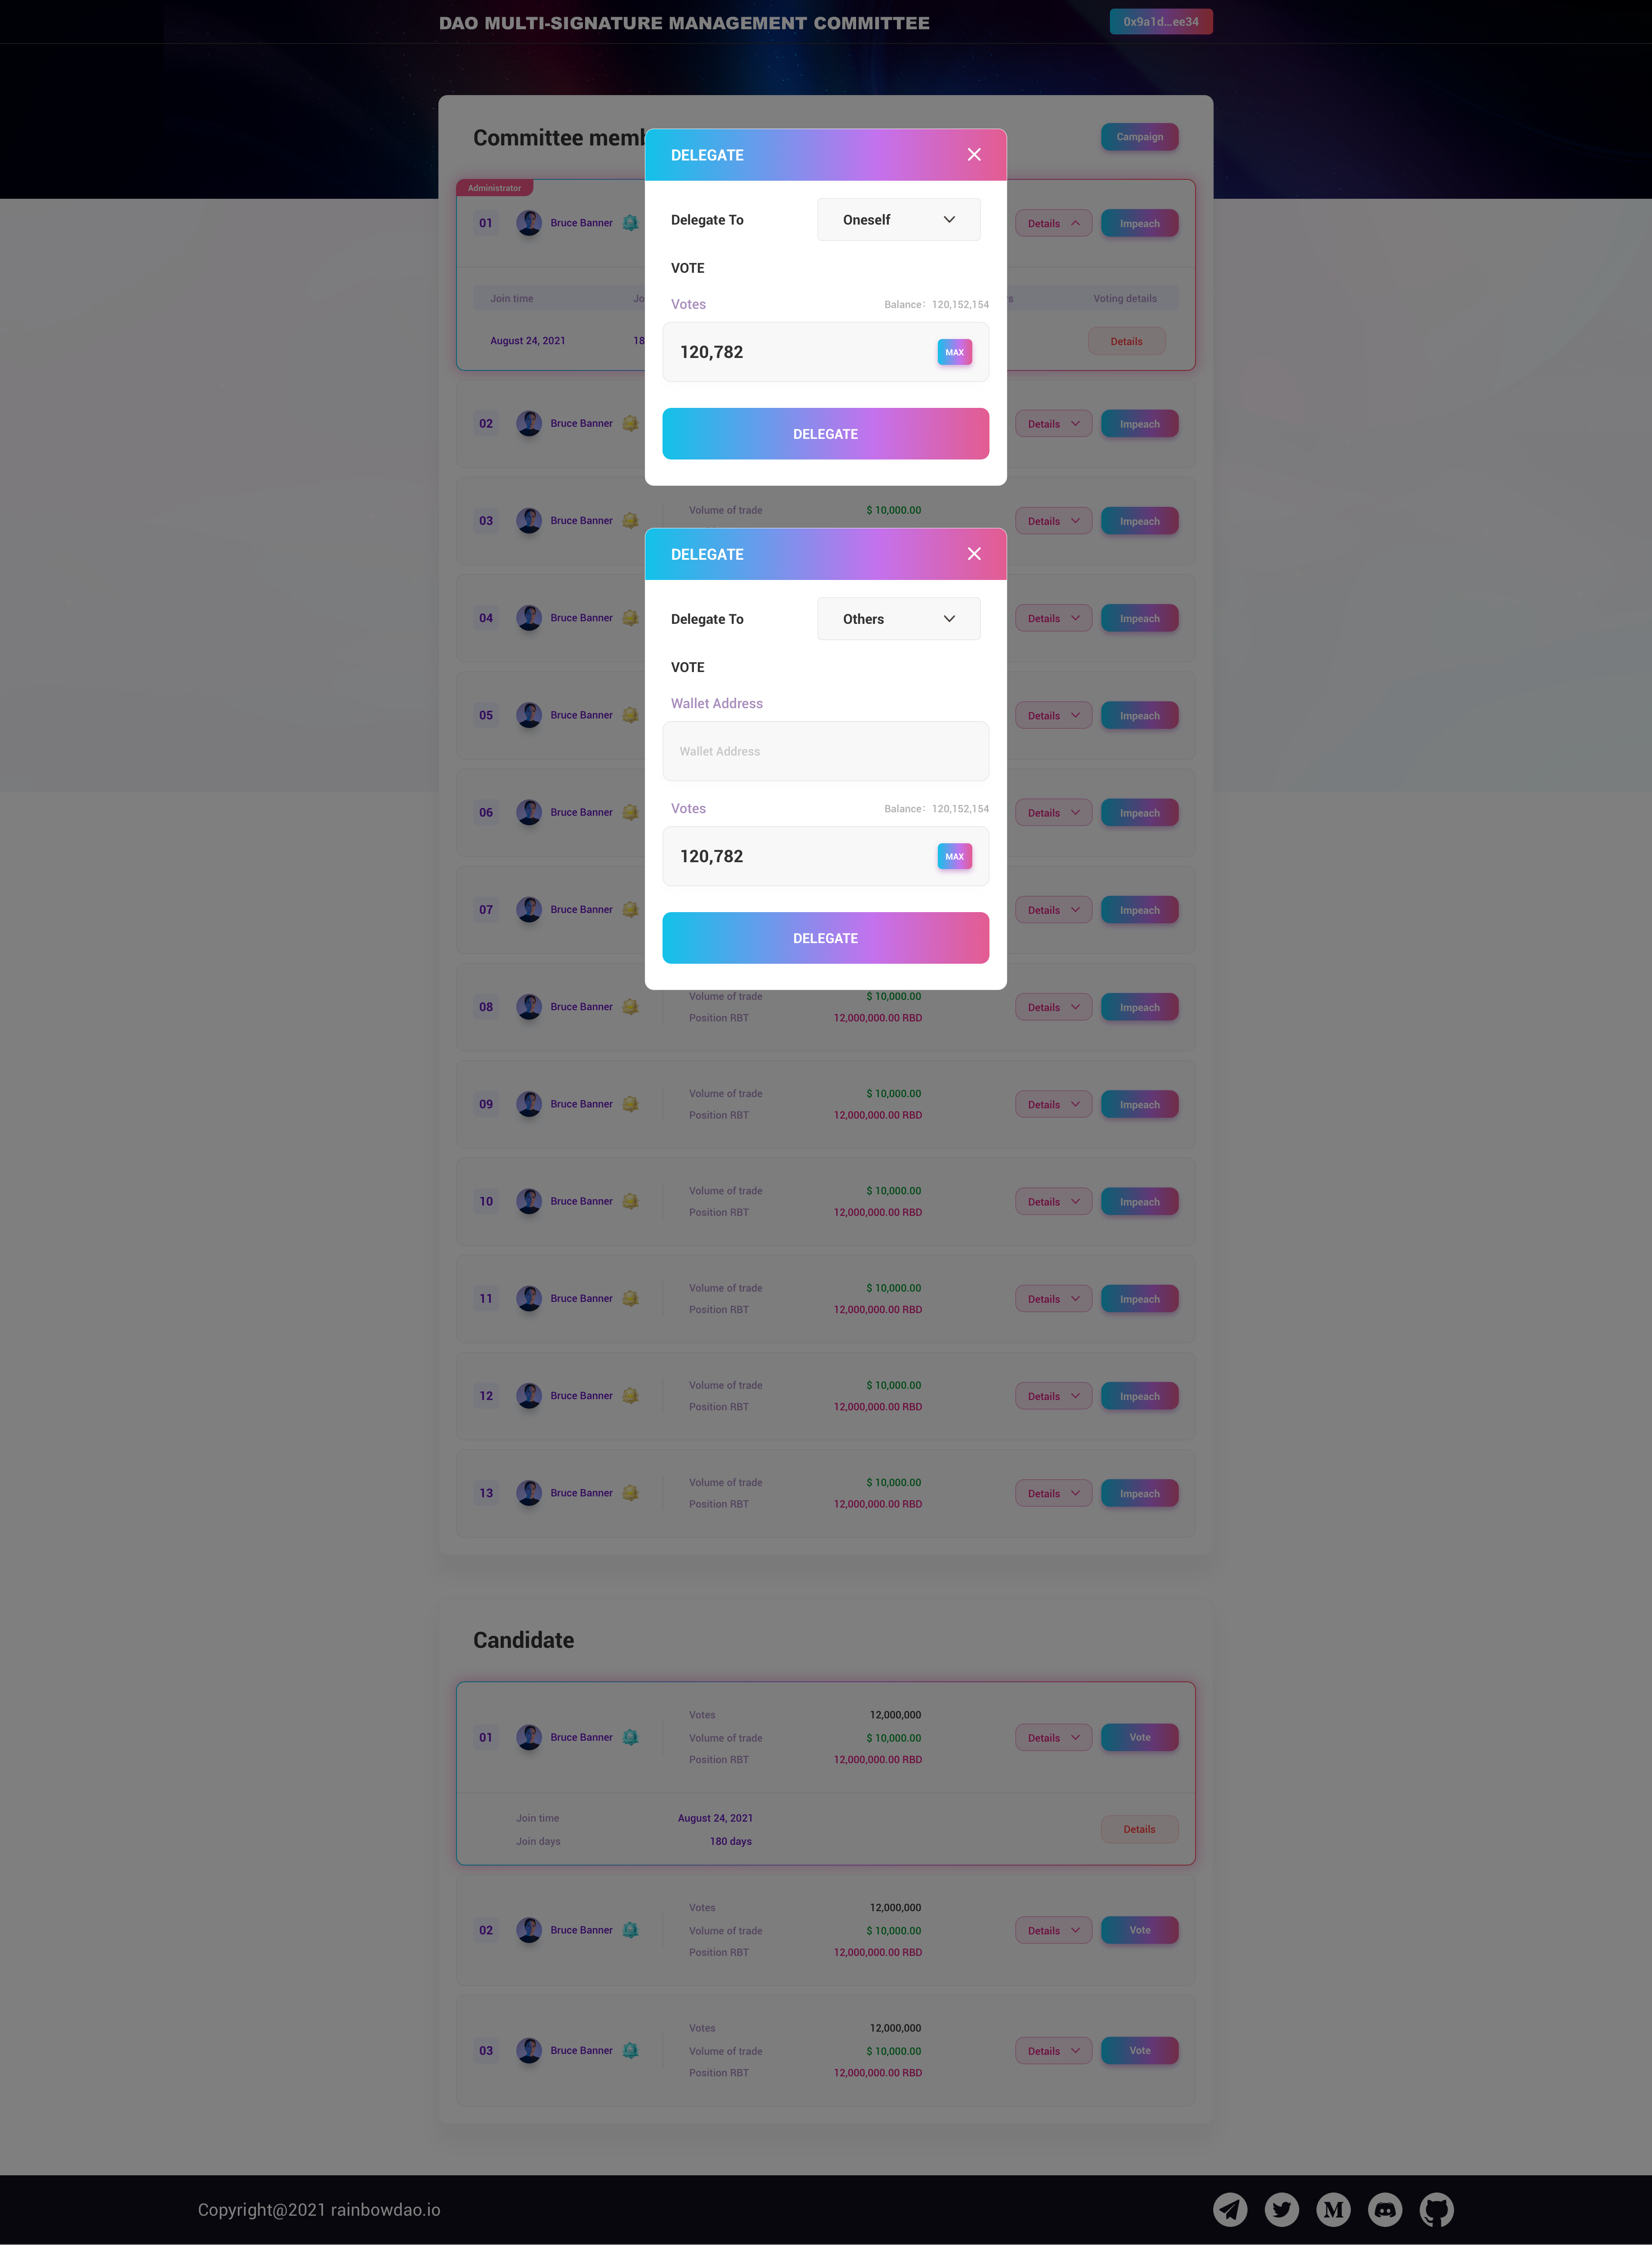 DAO MULTI-SIGNATURE MANAGEMENT COMMITTEE
0x9a1d...ee34
Committee memb
Campaign
DELEGATE
Administrator
01 Bruce Banner Details Impeach
Delegate To Oneself
VOTE
Join time Jo s Voting details
Votes Balance: 120,152,154
August 24, 2021 18 Details
120,782 MAX
02 Bruce Banner Details Impeach
DELEGATE
Volume of trade $ 10,000.00
03 Bruce Banner Details Impeach
DELEGATE
04 Bruce Banner Details Impeach
Delegate To Others
VOTE
Wallet Address
05 Bruce Banner Details Impeach
Wallet Address
06 Bruce Banner Details Impeach
Votes Balance: 120,152,154
120,782 MAX
07 Bruce Banner Details Impeach
DELEGATE
Volume of trade $ 10,000.00
08 Bruce Banner Details Impeach
Position RBT 12,000,000.00 RBD
Volume of trade $ 10,000.00
09 Bruce Banner Details Impeach
Position RBT 12,000,000.00 RBD
Volume of trade $ 10,000.00
10 Bruce Banner Details Impeach
Position RBT 12,000,000.00 RBD
Volume of trade $ 10,000.00
11 Bruce Banner Details Impeach
Position RBT 12,000,000.00 RBD
Volume of trade $ 10,000.00
12 Bruce Banner Details Impeach
Position RBT 12,000,000.00 RBD
Volume of trade $ 10,000.00
13 Bruce Banner Details Impeach
Position RBT 12,000,000.00 RBD
Candidate
Votes 12,000,000
01 Bruce Banner Volume of trade $ 10,000.00 Details Vote
Position RBT 12,000,000.00 RBD
Join time August 24, 2021
Details
Join days 180 days
Votes 12,000,000
02 Bruce Banner Volume of trade $ 10,000.00 Details Vote
Position RBT 12,000,000.00 RBD
Votes 12,000,000
03 Bruce Banner Volume of trade $ 10,000.00 Details Vote
Position RBT 12,000,000.00 RBD
Copyright@2021 rainbowdao.io